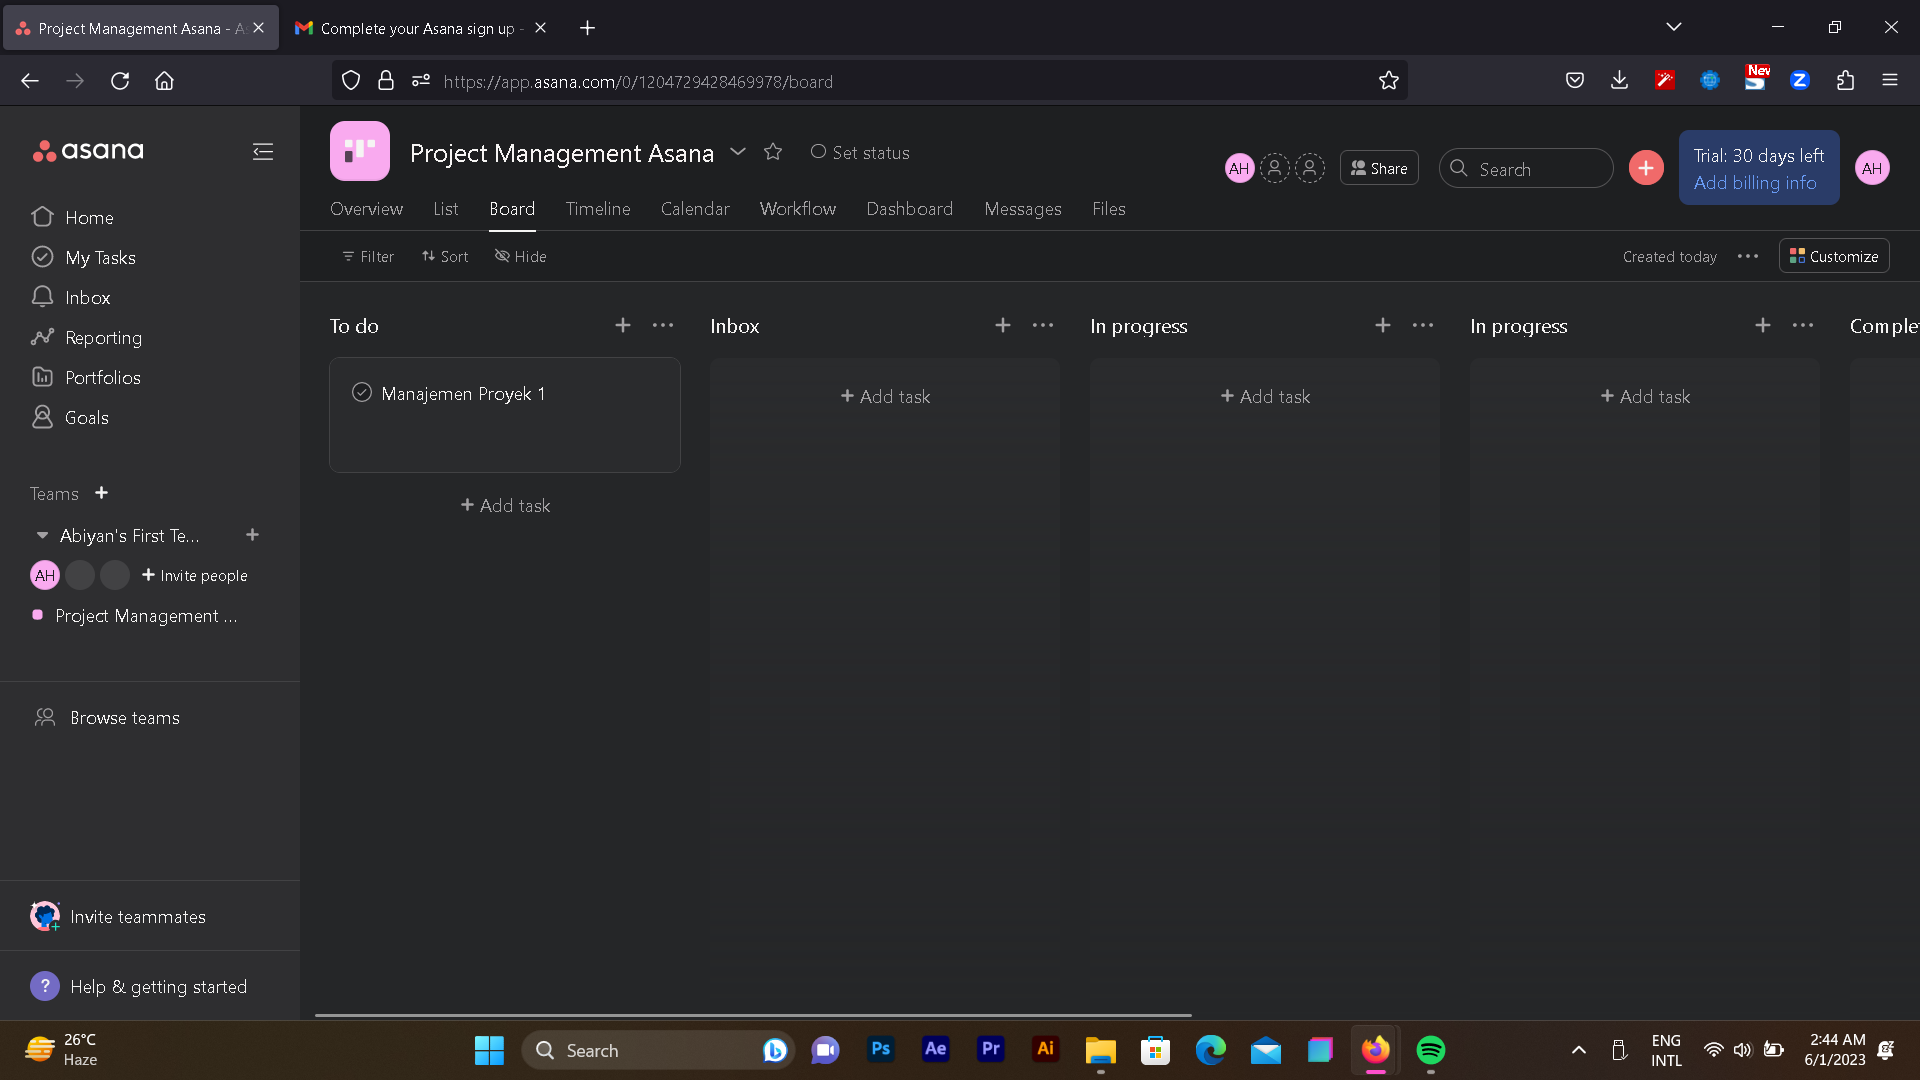 Project Management Asana - A
Complete your Asana sign up -
https://app.asana.com/0/1204729428469978/board
New
asana
Project Management Asana
Set status
AH
Share
Search
Trial: 30 days left
Add billing info
AH
Overview
List
Board
Timeline
Calendar
Workflow
Dashboard
Messages
Files
Home
My Tasks
Inbox
Reporting
Portfolios
Goals
Filter
Sort
Hide
Created today
Customize
To do
Inbox
In progress
In progress
Comple
Manajemen Proyek 1
+ Add task
+ Add task
+ Add task
+ Add task
Teams +
Abiyan's First Te...
AH
+ Invite people
Project Management ...
Browse teams
Invite teammates
? Help & getting started
26°C
Haze
Search
Ps
Ae
Pr
Ai
ENG
INTL
2:44 AM
6/1/2023